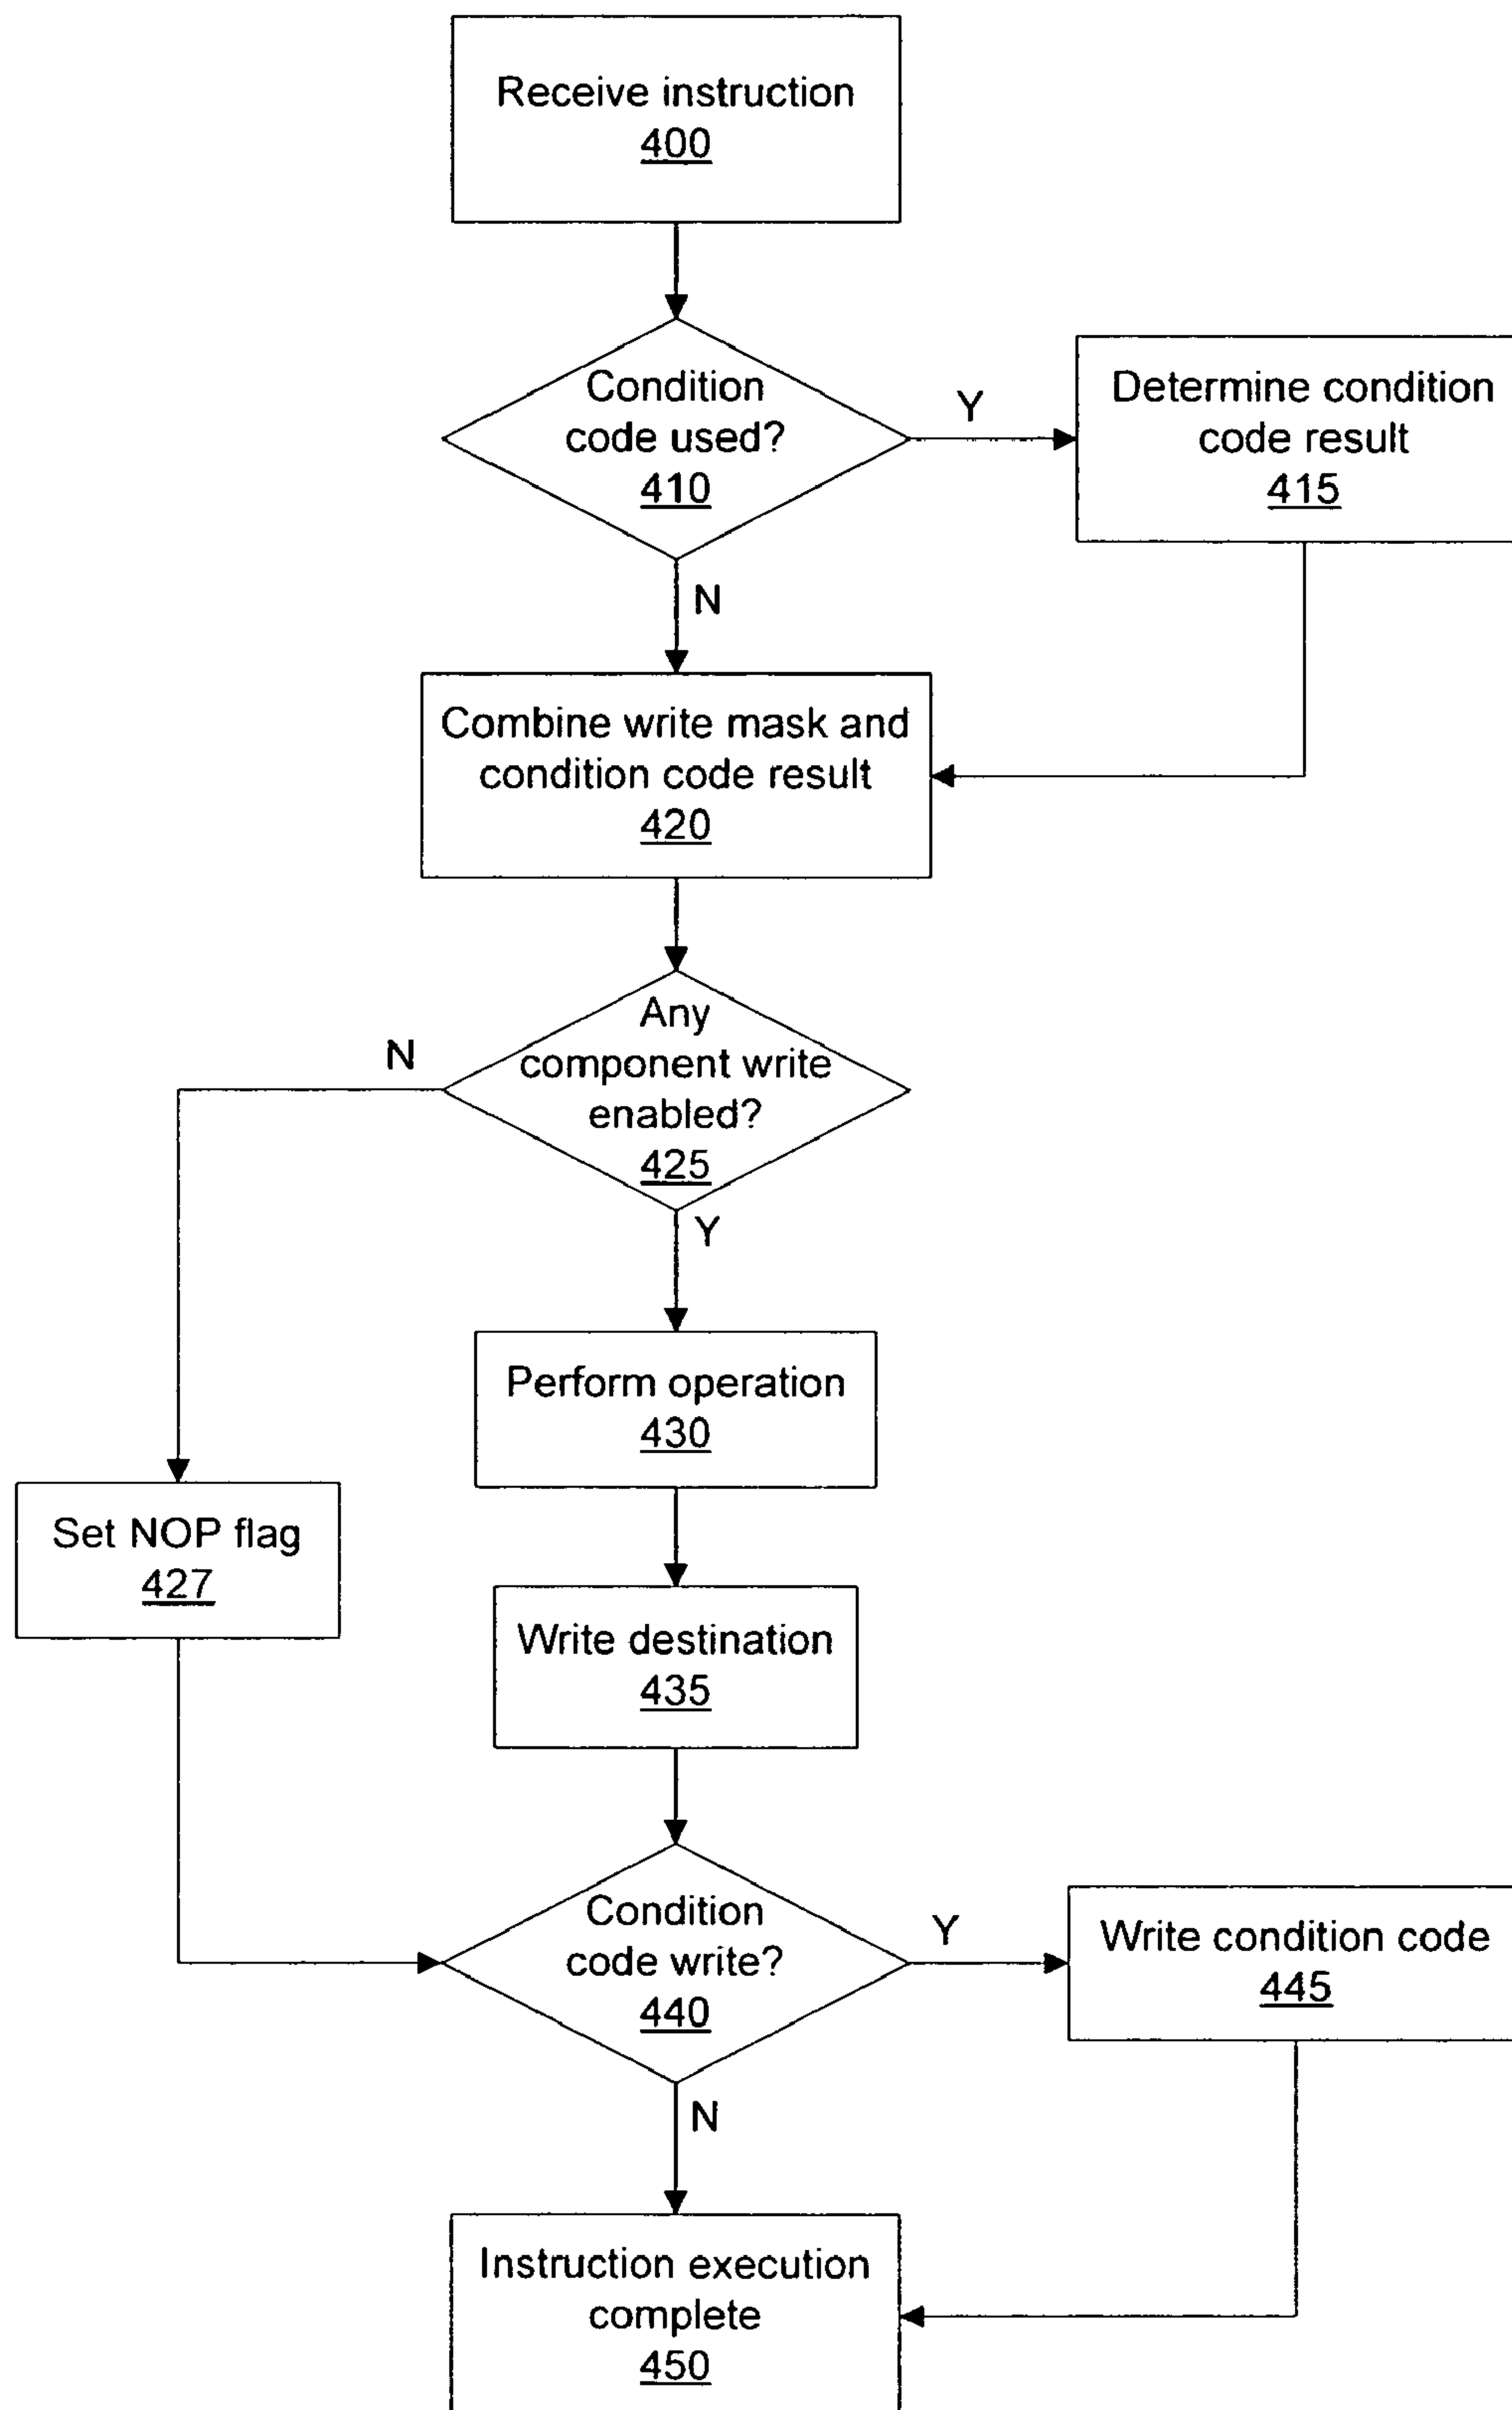 Receive instruction
400
Condition
code used?
410
Y
Determine condition
code result
415
N
Combine write mask and
condition code result
420
Any
component write
enabled?
425
N
Y
Perform operation
430
Set NOP flag
427
Write destination
435
Condition
code write?
440
Y
Write condition code
445
N
Instruction execution
complete
450